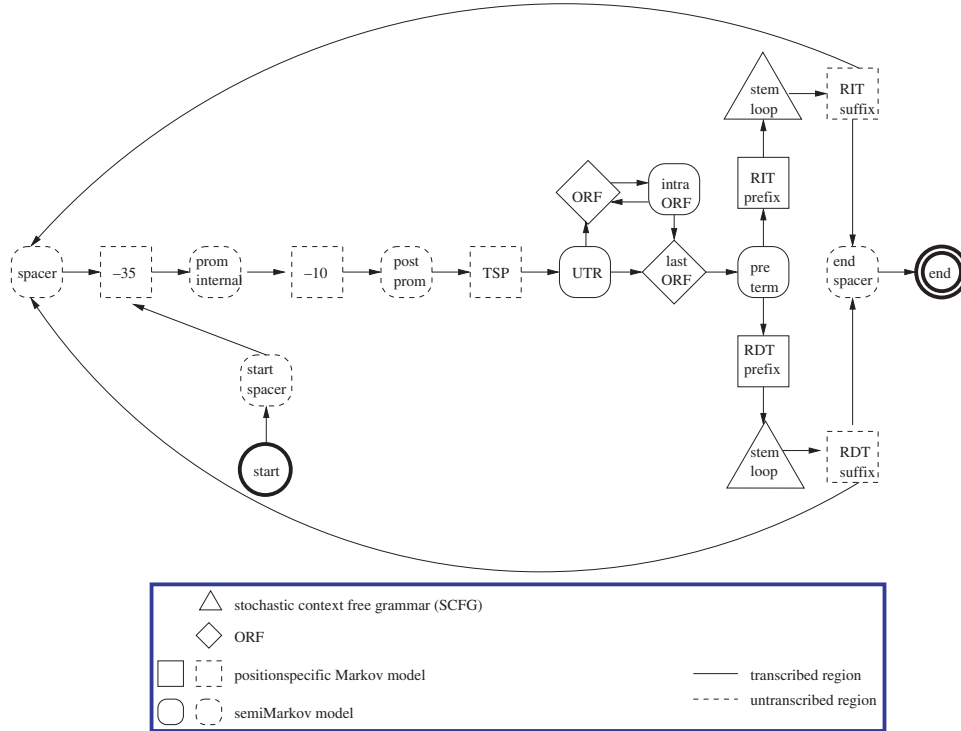 stem
loop
RIT
suffix
RIT
prefix
ORF
intra
ORF
spacer
–35
prom
internal
–10
post
prom
TSP
UTR
last
ORF
pre
term
end
spacer
end
RDT
prefix
start
spacer
start
stem
loop
RDT
suffix
stochastic context free grammar (SCFG)
ORF
positionspecific Markov model
semiMarkov model
transcribed region
untranscribed region